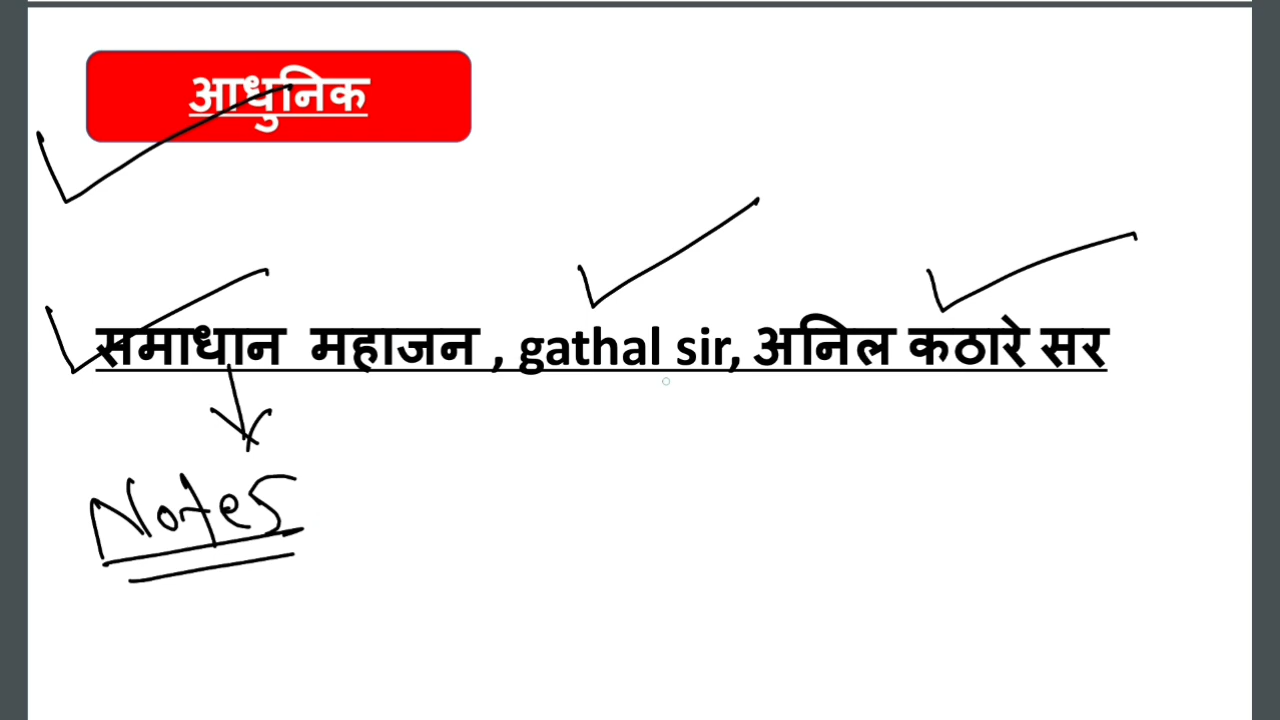 आधुनिक
समाधान महाजन , gathal sir, अनिल कठारे सर
Notes